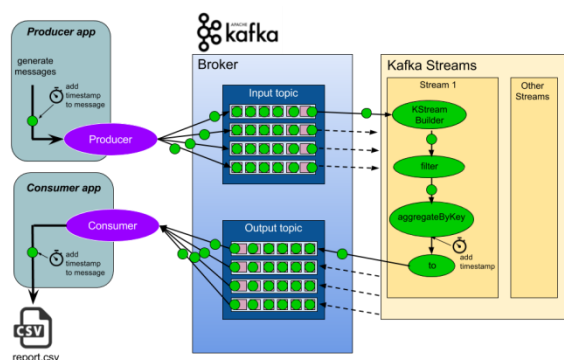 Producer app
generate
messages
add
timestamp
to message
Producer
Consumer app
Consumer
add
timestamp
to message
CSV
report.csv
APACHE
kafka
Broker
Input topic
Output topic
Kafka Streams
Stream 1
KStream
Builder
filter
aggregateByKey
add
timestamp
to
Other
Streams